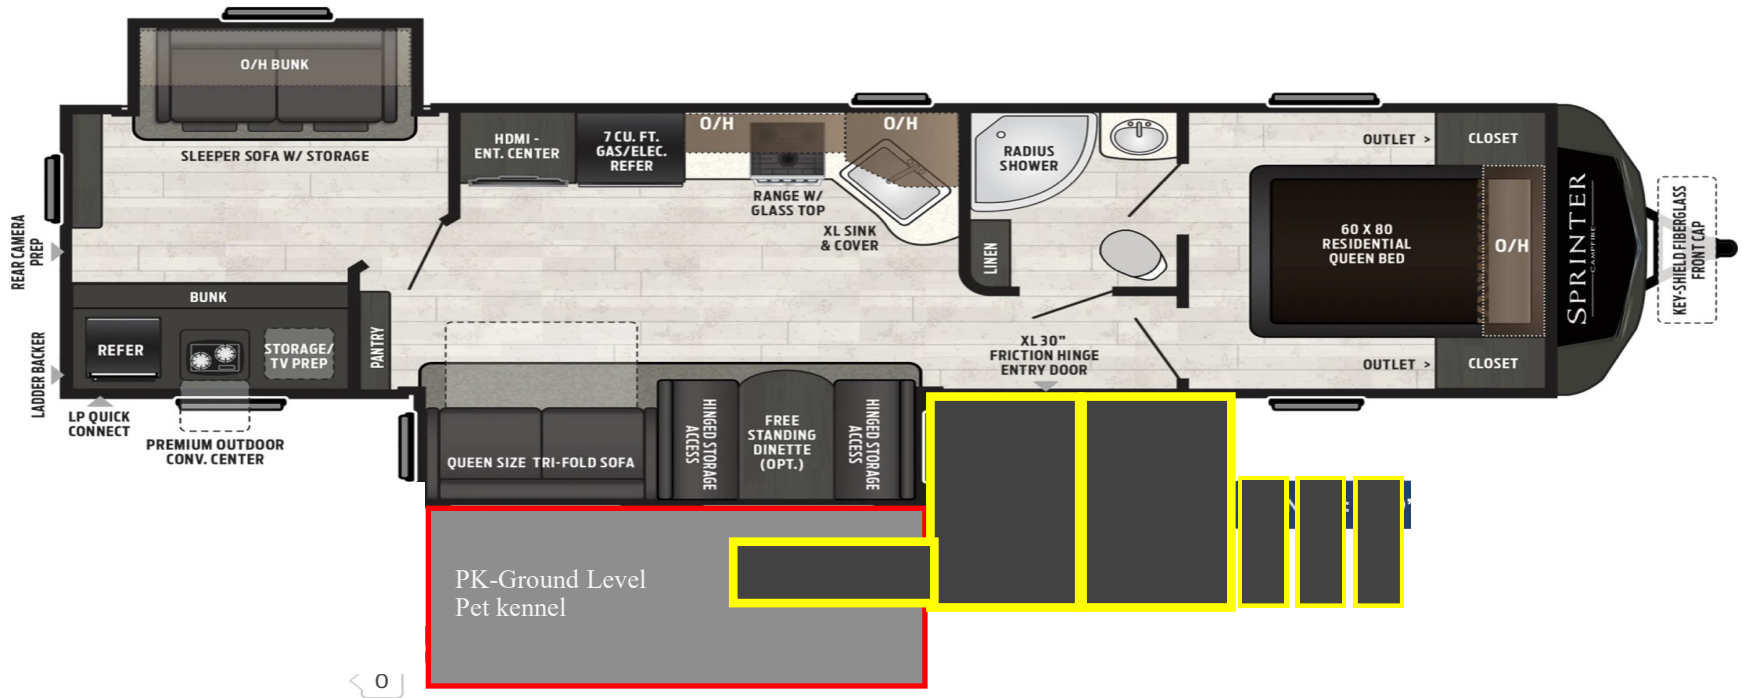 O/H BUNK
SLEEPER SOFA W/ STORAGE
HDMI -
ENT. CENTER
7 CU. FT.
GAS/ELEC.
REFER
O/H
O/H
RANGE W/
GLASS TOP
XL SINK
& COVER
RADIUS
SHOWER
LINEN
OUTLET >
CLOSET
60 X 80
RESIDENTIAL
QUEEN BED
O/H
OUTLET >
CLOSET
SPRINTER
CAMPFIRE
KEY-SHIELD FIBERGLASS
FRONT CAP
REAR CAMERA
PREP
LADDER BACKER
BUNK
REFER
STORAGE/
TV PREP
PANTRY
LP QUICK
CONNECT
PREMIUM OUTDOOR
CONV. CENTER
XL 30"
FRICTION HINGE
ENTRY DOOR
QUEEN SIZE TRI-FOLD SOFA
HINGED STORAGE
ACCESS
FREE
STANDING
DINETTE
(OPT.)
HINGED STORAGE
ACCESS
PK-Ground Level
Pet kennel
O